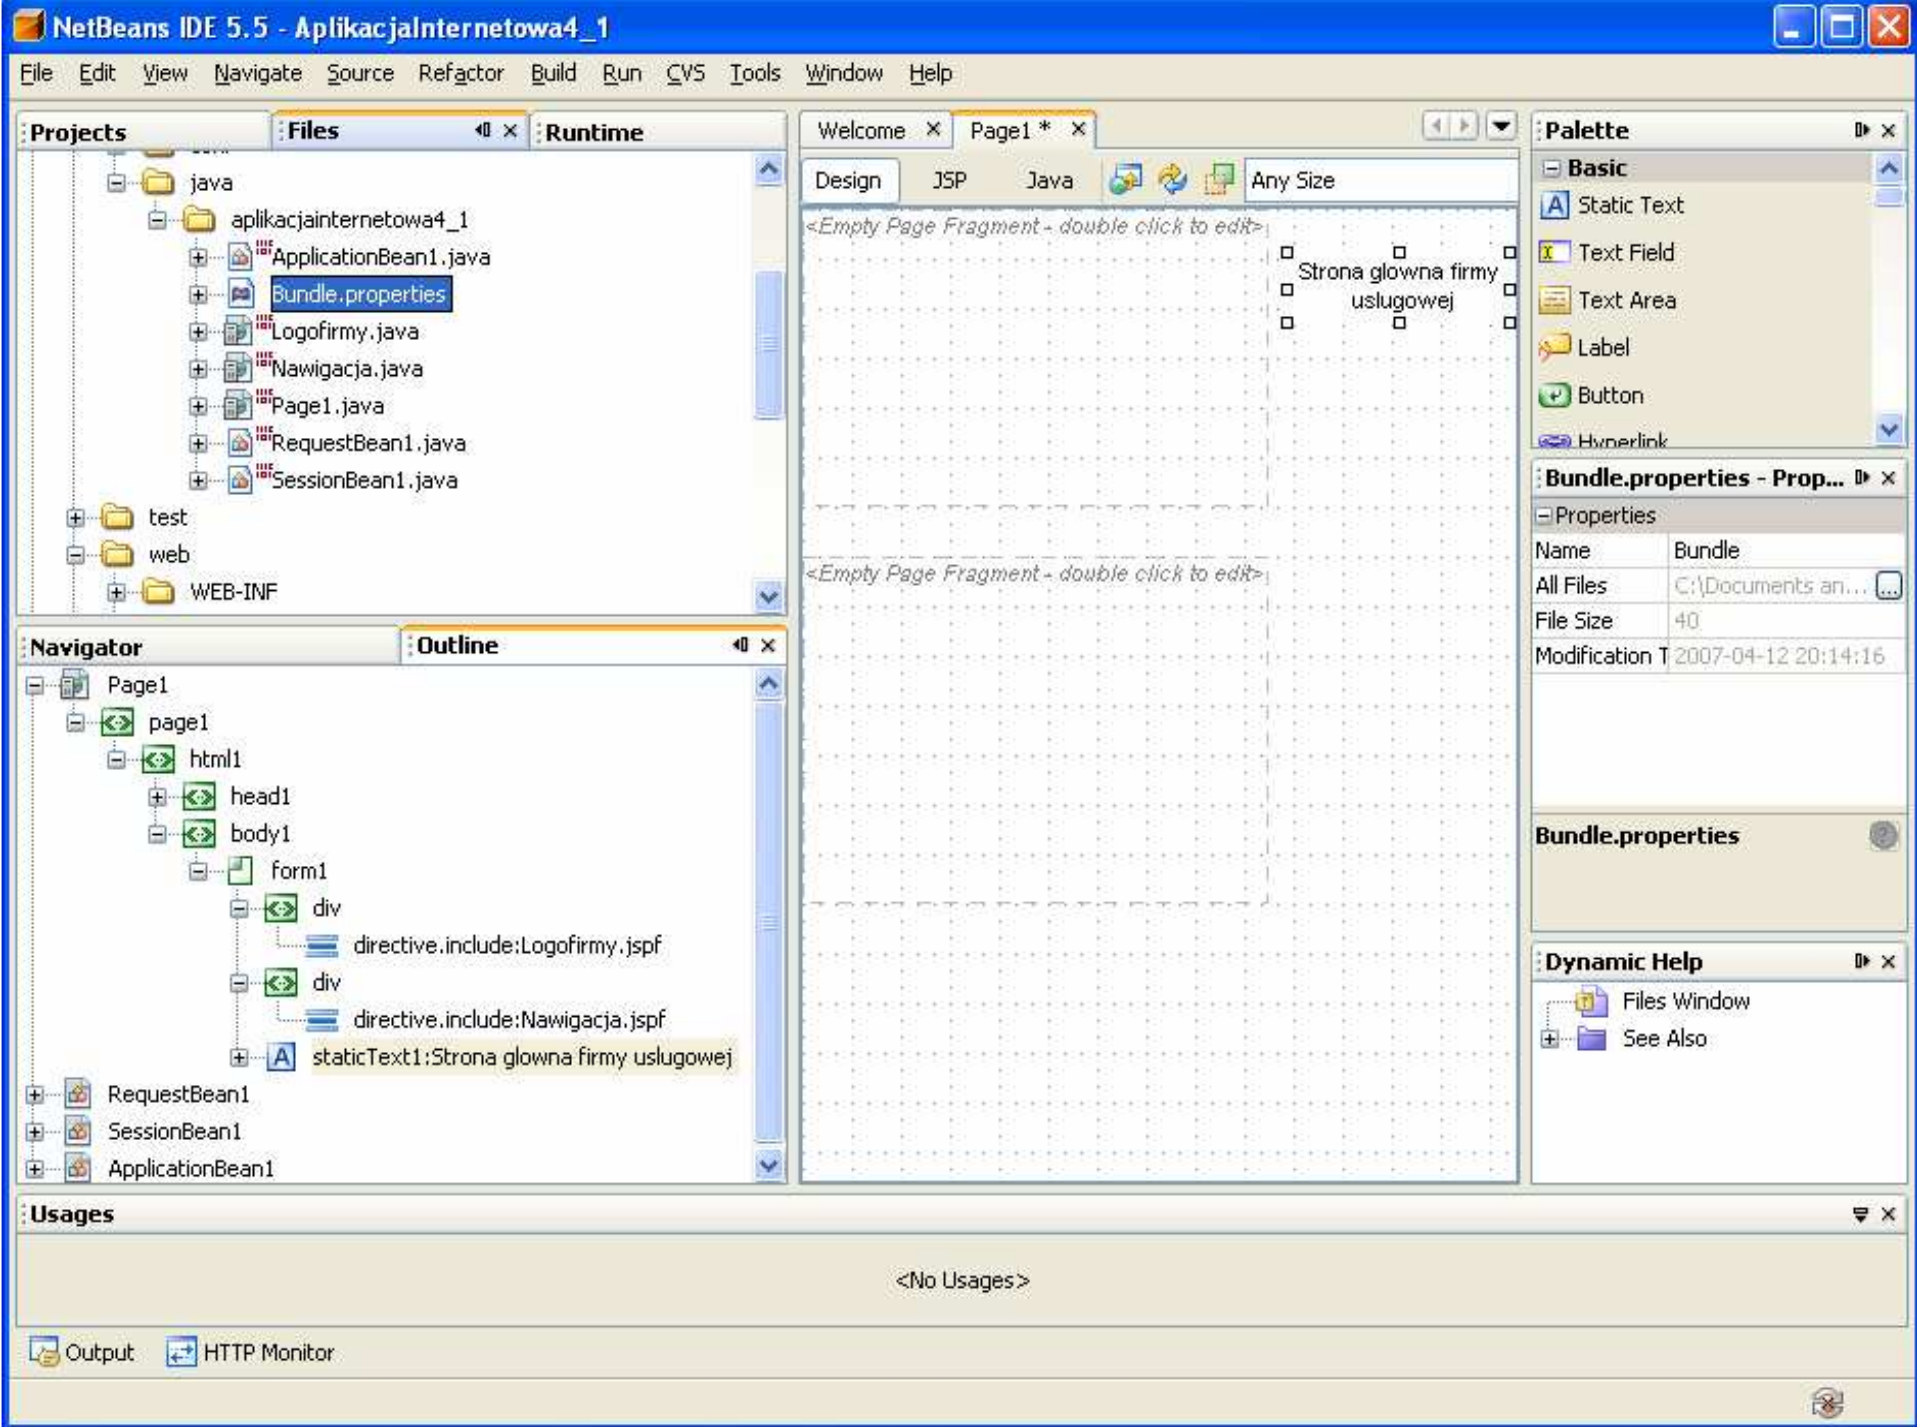 NetBeans IDE 5.5 - AplikacjaInternetowa4_1
File Edit View Navigate Source Refactor Build Run CVS Tools Window Help
Projects Files Runtime
java
aplikacjainternetowa4_1
ApplicationBean1.java
Bundle.properties
Logofirmy.java
Nawigacja.java
Page1.java
RequestBean1.java
SessionBean1.java
test
web
WEB-INF
Navigator Outline
Page1
page1
html1
head1
body1
form1
div
directive.include:Logofirmy.jspf
div
directive.include:Nawigacja.jspf
staticText1:Strona glowna firmy uslugowej
RequestBean1
SessionBean1
ApplicationBean1
Welcome Page1 *
Design JSP Java Any Size
<Empty Page Fragment - double click to edit>
Strona glowna firmy
uslugowej
<Empty Page Fragment - double click to edit>
Palette
Basic
Static Text
Text Field
Text Area
Label
Button
Hyperlink
Bundle.properties - Prop...
Properties
Name Bundle
All Files C:\Documents an... ...
File Size 40
Modification T 2007-04-12 20:14:16
Bundle.properties
Dynamic Help
Files Window
See Also
Usages
<No Usages>
Output HTTP Monitor